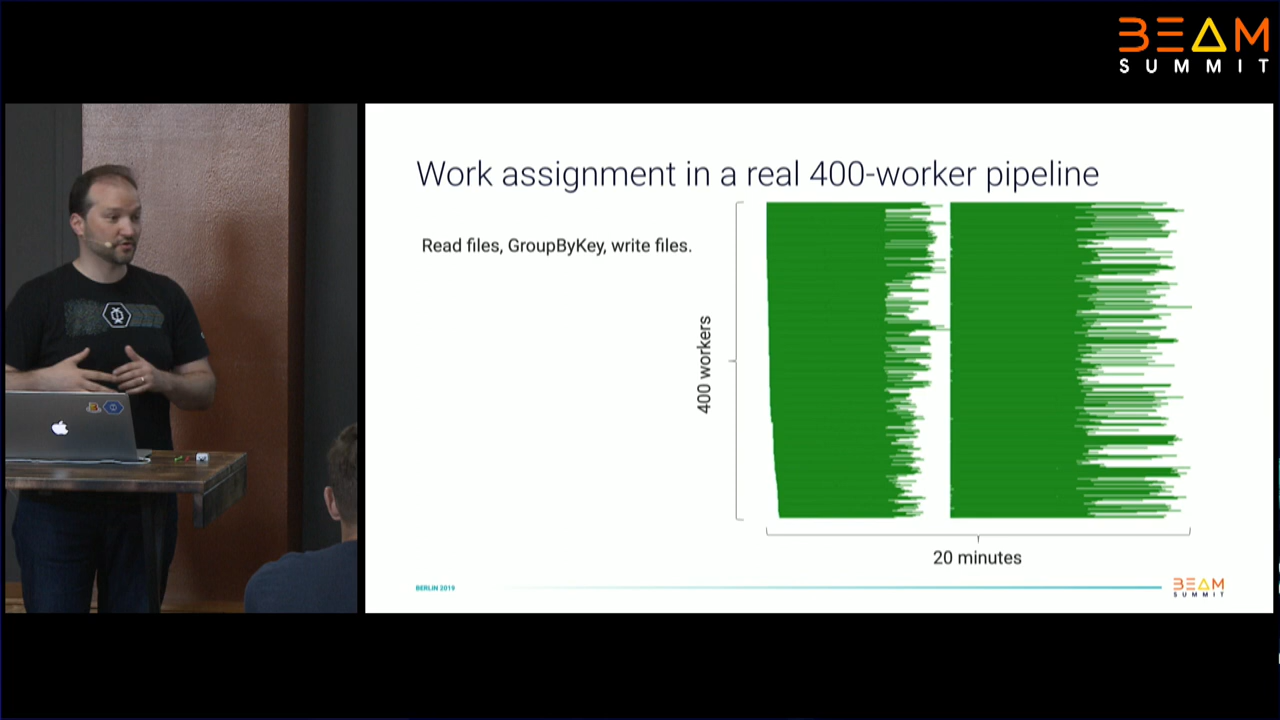 BEAM
SUMMIT
Work assignment in a real 400-worker pipeline
Read files, GroupByKey, write files.
400 workers
20 minutes
BERLIN 2019
BEAM
SUMMIT